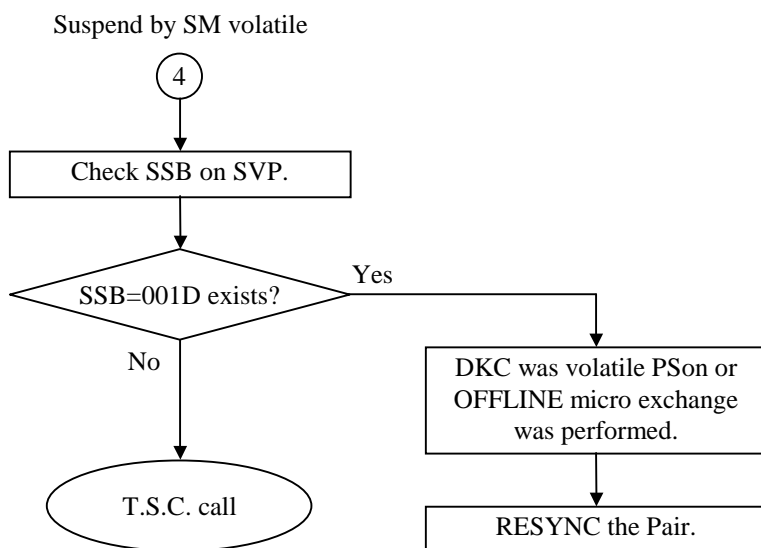 Suspend by SM volatile
4
Check SSB on SVP.
SSB=001D exists?
Yes
No
DKC was volatile PSon or
OFFLINE micro exchange
was performed.
T.S.C. call
RESYNC the Pair.